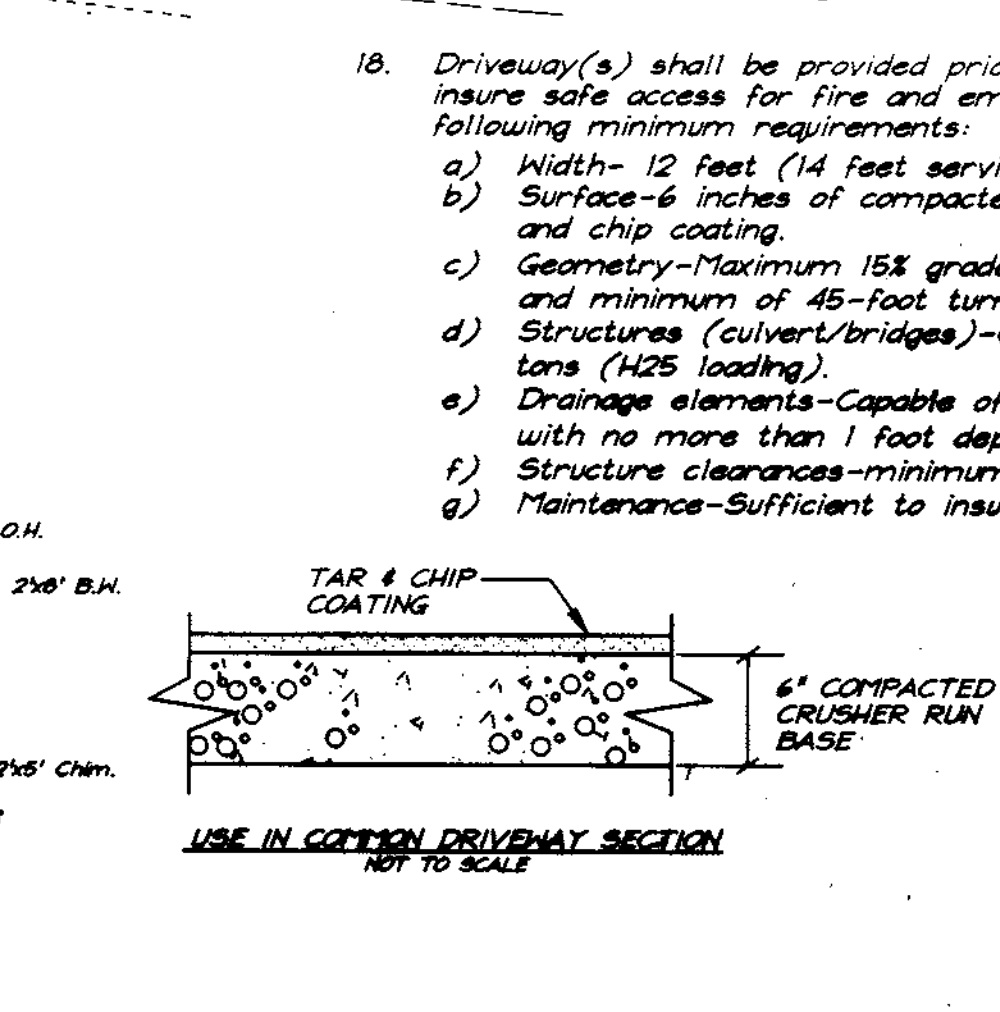 18. Driveway(s) shall be provided prio
insure safe access for fire and em
following minimum requirements:
a) Width- 12 feet (14 feet servi
b) Surface-6 inches of compacte
and chip coating.
c) Geometry-Maximum 15% grade
and minimum of 45-foot turn
d) Structures (culvert/bridges)-
tons (H25 loading).
e) Drainage elements-Capable of
with no more than 1 foot dep
f) Structure clearances-minimum
g) Maintenance-Sufficient to insu
O.H.
2'x8' B.W.
TAR & CHIP
COATING
6" COMPACTED
CRUSHER RUN
BASE
2'x5' Chim.
USE IN COMMON DRIVEWAY SECTION
NOT TO SCALE